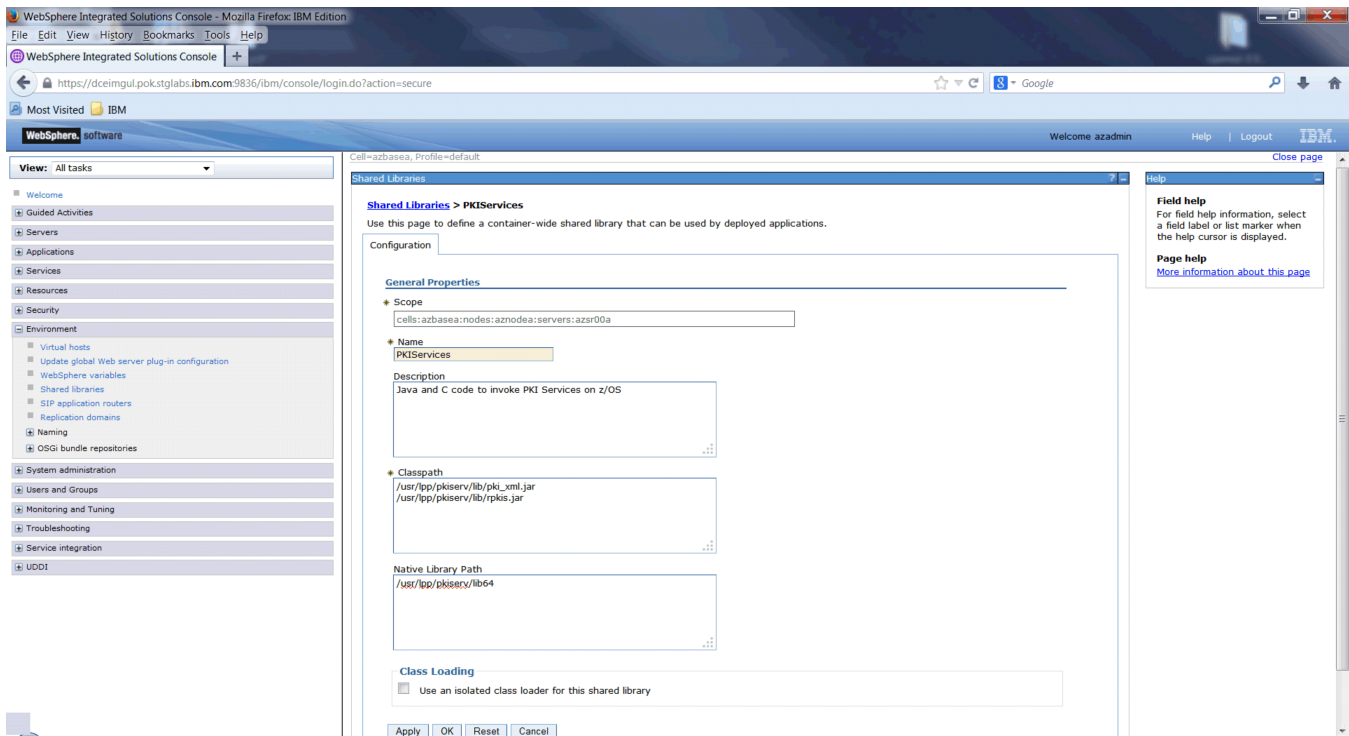 WebSphere Integrated Solutions Console - Mozilla Firefox: IBM Edition
File Edit View History Bookmarks Tools Help
WebSphere Integrated Solutions Console +
https://dceimgul.pok.stglabs.ibm.com:9836/ibm/console/login.do?action=secure
Google
Most Visited IBM
WebSphere. software Welcome azadmin Help | Logout IBM.
View: All tasks
Welcome
Guided Activities
Servers
Applications
Services
Resources
Security
Environment
Virtual hosts
Update global Web server plug-in configuration
WebSphere variables
Shared libraries
SIP application routers
Replication domains
Naming
OSGi bundle repositories
System administration
Users and Groups
Monitoring and Tuning
Troubleshooting
Service integration
UDDI
Cell=azbasea, Profile=default
Close page
Shared Libraries
?
Shared Libraries > PKIServices
Use this page to define a container-wide shared library that can be used by deployed applications.
Configuration
General Properties
Scope
cells:azbasea:nodes:aznodea:servers:azsr00a
Name
PKIServices
Description
Java and C code to invoke PKI Services on z/OS
Classpath
/usr/lpp/pkiserv/lib/pki_xml.jar
/usr/lpp/pkiserv/lib/rpkis.jar
Native Library Path
/usr/lpp/pkiserv/lib64
Class Loading
Use an isolated class loader for this shared library
Apply OK Reset Cancel
Help
Field help
For field help information, select
a field label or list marker when
the help cursor is displayed.
Page help
More information about this page